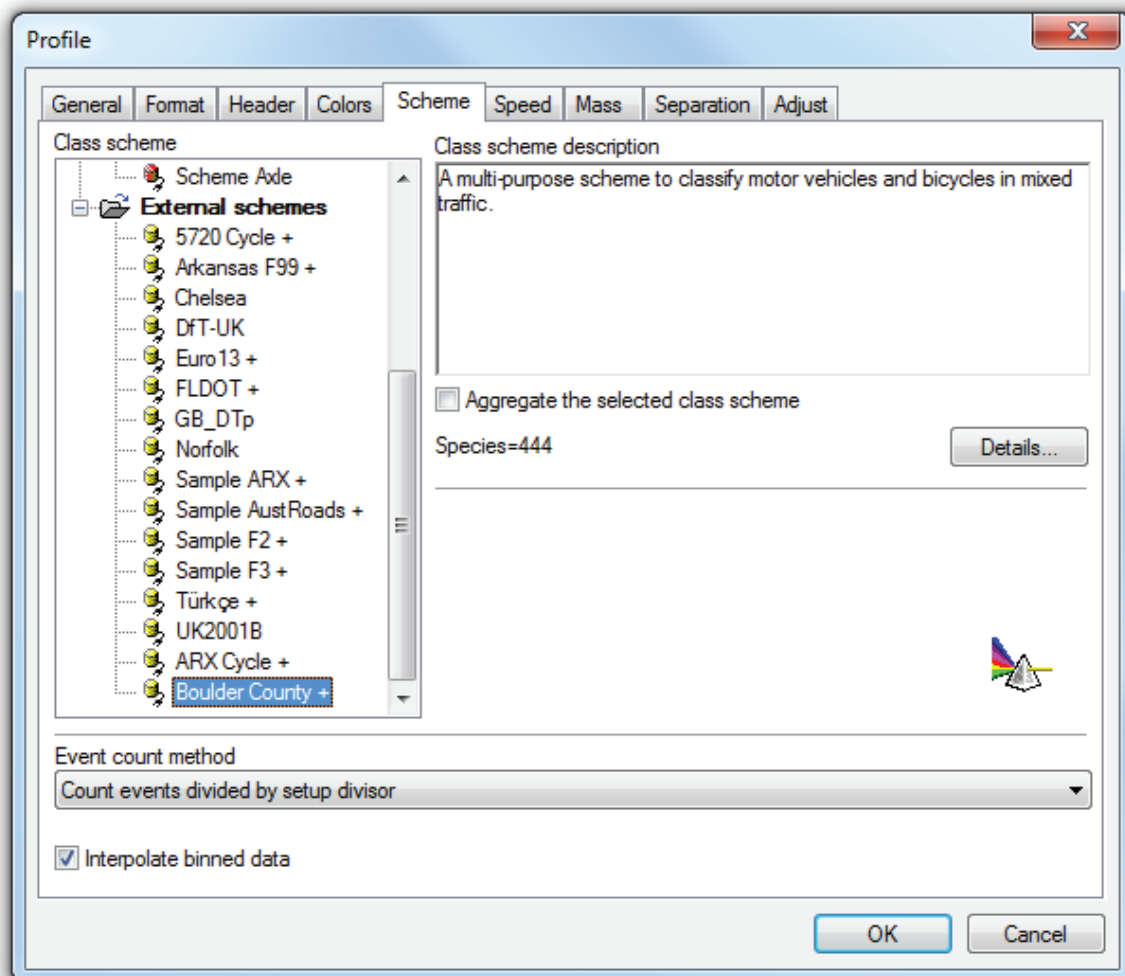 Profile
General Format Header Colors Scheme Speed Mass Separation Adjust
Class scheme
Scheme Axle
External schemes
5720 Cycle +
Arkansas F99 +
Chelsea
DfT-UK
Euro13 +
FLDOT +
GB_DTp
Norfolk
Sample ARX +
Sample AustRoads +
Sample F2 +
Sample F3 +
Türkçe +
UK2001B
ARX Cycle +
Boulder County +
Class scheme description
A multi-purpose scheme to classify motor vehicles and bicycles in mixed
traffic.
Aggregate the selected class scheme
Species=444
Details...
Event count method
Count events divided by setup divisor
Interpolate binned data
OK
Cancel